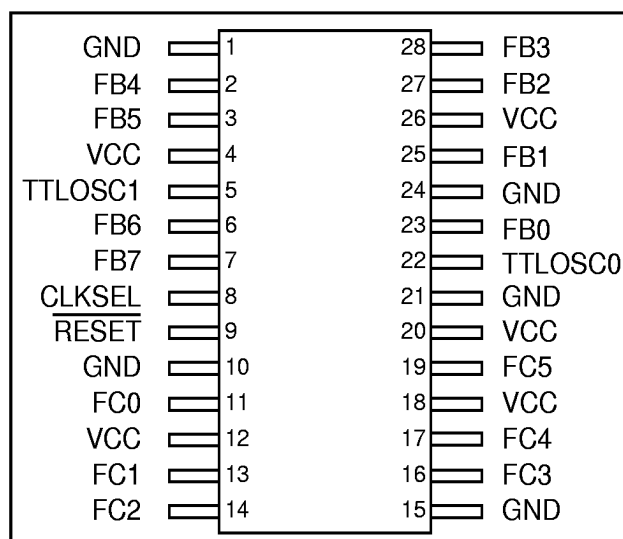 GND 1 28 FB3
FB4 2 27 FB2
FB5 3 26 VCC
VCC 4 25 FB1
TTLOSC1 5 24 GND
FB6 6 23 FB0
FB7 7 22 TTLOSC0
CLKSEL 8 21 GND
RESET 9 20 VCC
GND 10 19 FC5
FC0 11 18 VCC
VCC 12 17 FC4
FC1 13 16 FC3
FC2 14 15 GND